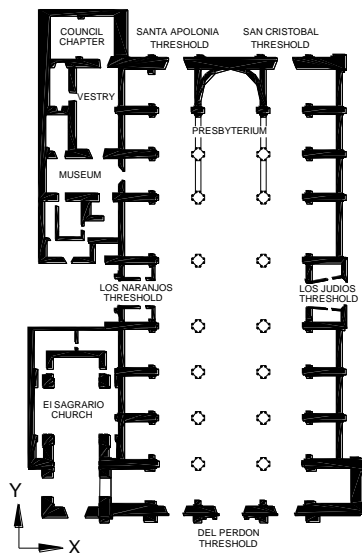 COUNCIL
CHAPTER
SANTA APOLONIA
THRESHOLD
SAN CRISTOBAL
THRESHOLD
VESTRY
PRESBYTERIUM
MUSEUM
LOS NARANJOS
THRESHOLD
LOS JUDIOS
THRESHOLD
El SAGRARIO
CHURCH
Y
X
DEL PERDON
THRESHOLD